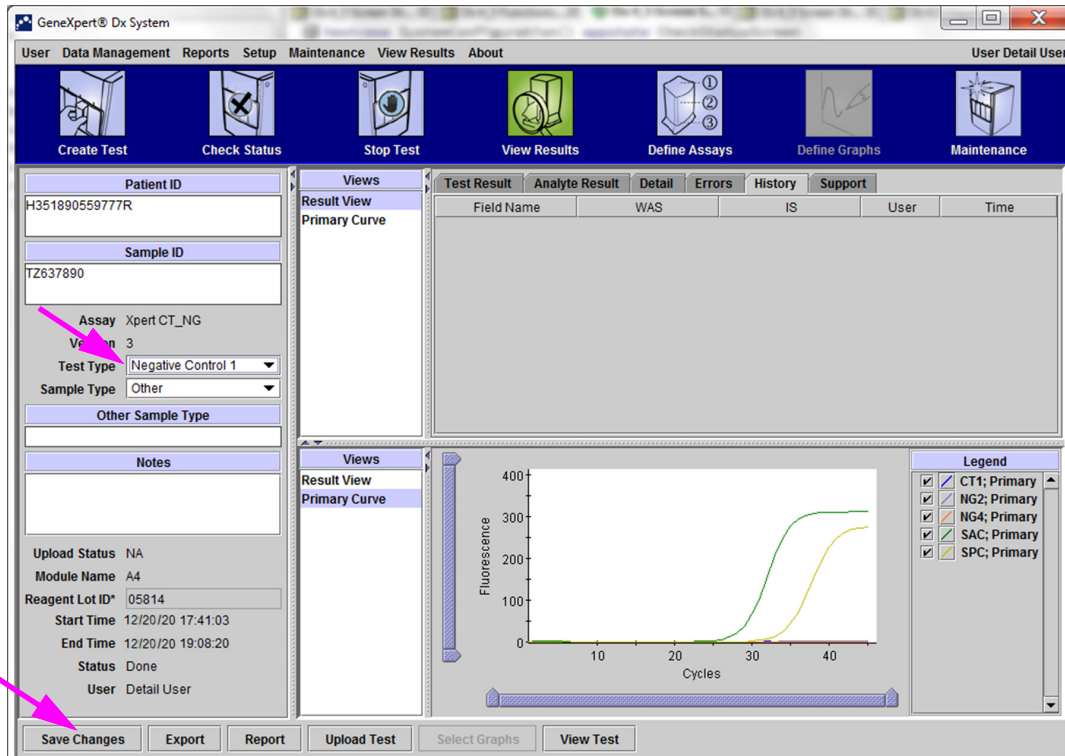 GeneXpert® Dx System
User Data Management Reports Setup Maintenance View Results About User Detail User
①
②
③
Create Test Check Status Stop Test View Results Define Assays Define Graphs Maintenance
Patient ID
H351890559777R
Sample ID
TZ637890
Assay Xpert CT_NG
3
Test Type Negative Control 1
Sample Type Other
Other Sample Type
Notes
Upload Status NA
Module Name A4
Reagent Lot ID* 05814
Start Time 12/20/20 17:41:03
End Time 12/20/20 19:08:20
Status Done
User Detail User
Views
Result View
Primary Curve
Test Result Analyte Result Detail Errors History Support
Field Name WAS IS User Time
Views
Result View
Primary Curve
400
300
200
100
0
Fluorescence
10 20 30 40
Cycles
Legend
CT1; Primary
NG2; Primary
NG4; Primary
SAC; Primary
SPC; Primary
Save Changes Export Report Upload Test Select Graphs View Test